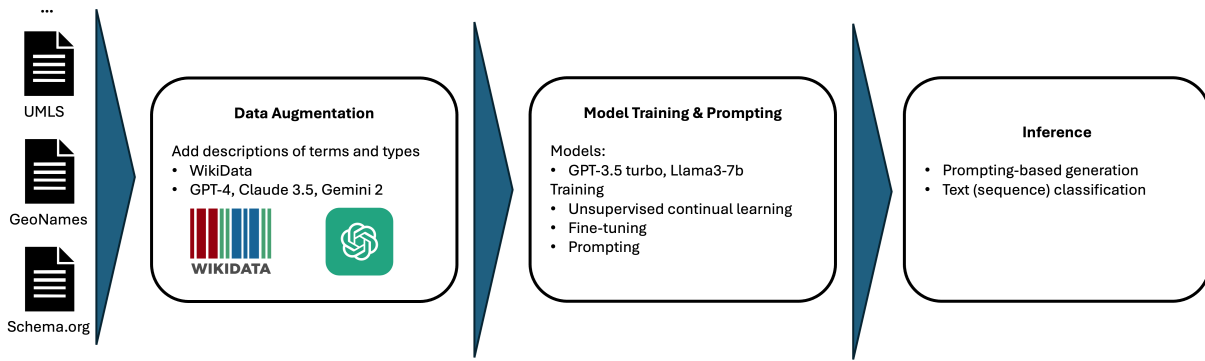 ...
UMLS
GeoNames
Schema.org
Data Augmentation
Add descriptions of terms and types
• WikiData
• GPT-4, Claude 3.5, Gemini 2
WIKIDATA
Model Training & Prompting
Models:
• GPT-3.5 turbo, Llama3-7b
Training
• Unsupervised continual learning
• Fine-tuning
• Prompting
Inference
• Prompting-based generation
• Text (sequence) classification